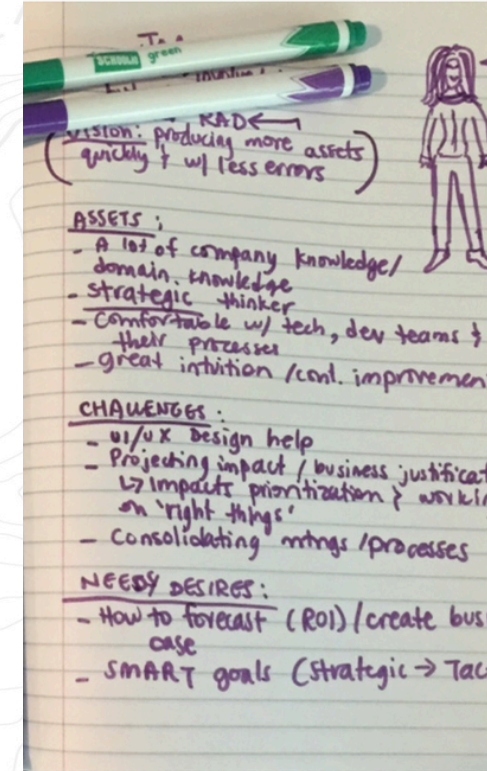 SCHOOLH green
RAD
Vision: producing more assets
quickly & w/ less errors
ASSETS:
- A lot of company knowledge/
domain. knowledge
- strategic thinker
- comfortable w/ tech, dev teams &
their processes
- great intuition / cont. improvemen
CHALLENGES:
- UI/UX Design help
- Projecting impact / business justificat
↳ Impacts prioritization & workin
on 'right things'
- Consolidating mtngs / processes
NEEDS/ DESIRES:
- How to forecast (ROI) / create bus
case
- SMART goals (strategic → Tac